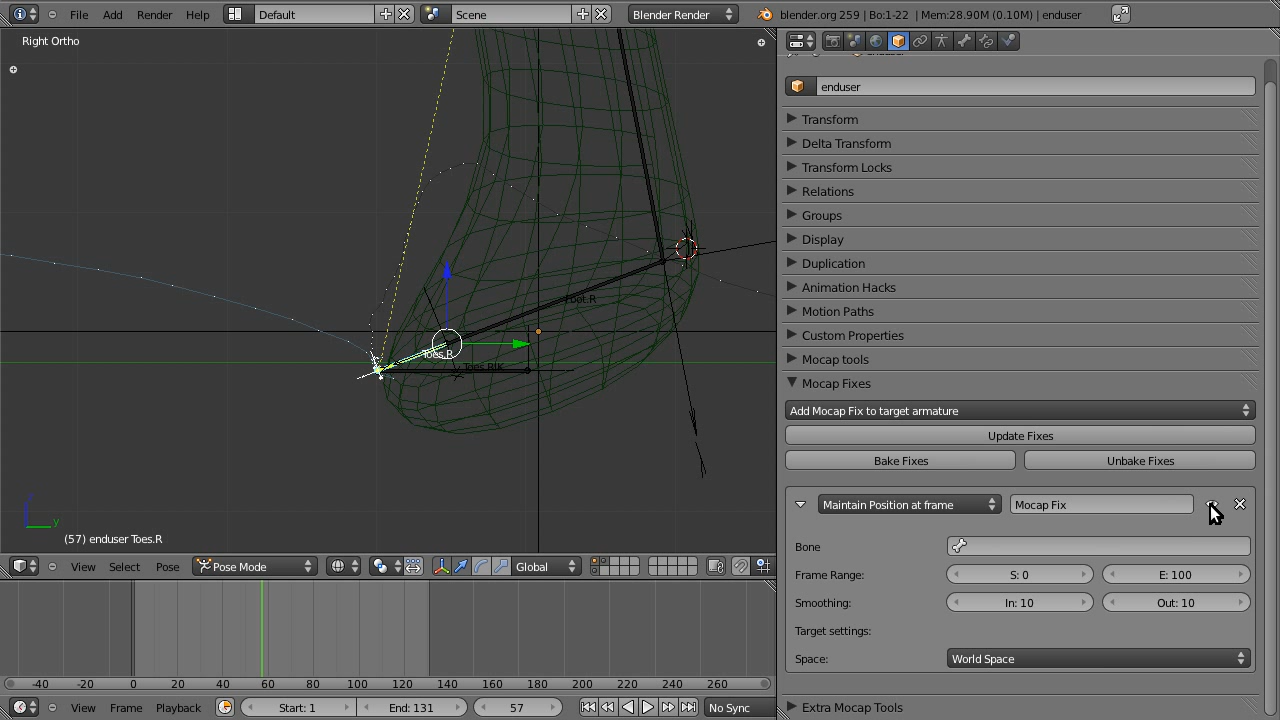 File Add Render Help Default Scene Blender Render blender.org 259 | Bo:1-22 | Mem:28.90M (0.10M) | enduser
Right Ortho
enduser
Transform
Delta Transform
Transform Locks
Relations
Groups
Display
Duplication
Animation Hacks
Motion Paths
Custom Properties
Mocap tools
Mocap Fixes
Add Mocap Fix to target armature
Update Fixes
Bake Fixes Unbake Fixes
Maintain Position at frame Mocap Fix
Bone
Frame Range: S: 0 E: 100
Smoothing: In: 10 Out: 10
Target settings:
Space: World Space
Extra Mocap Tools
Foot.R
Toes.R
Toes.RIK
z
y
(57) enduser Toes.R
View Select Pose Pose Mode Global
-40 -20 0 20 40 60 80 100 120 140 160 180 200 220 240 260
View Frame Playback Start: 1 End: 131 57 No Sync